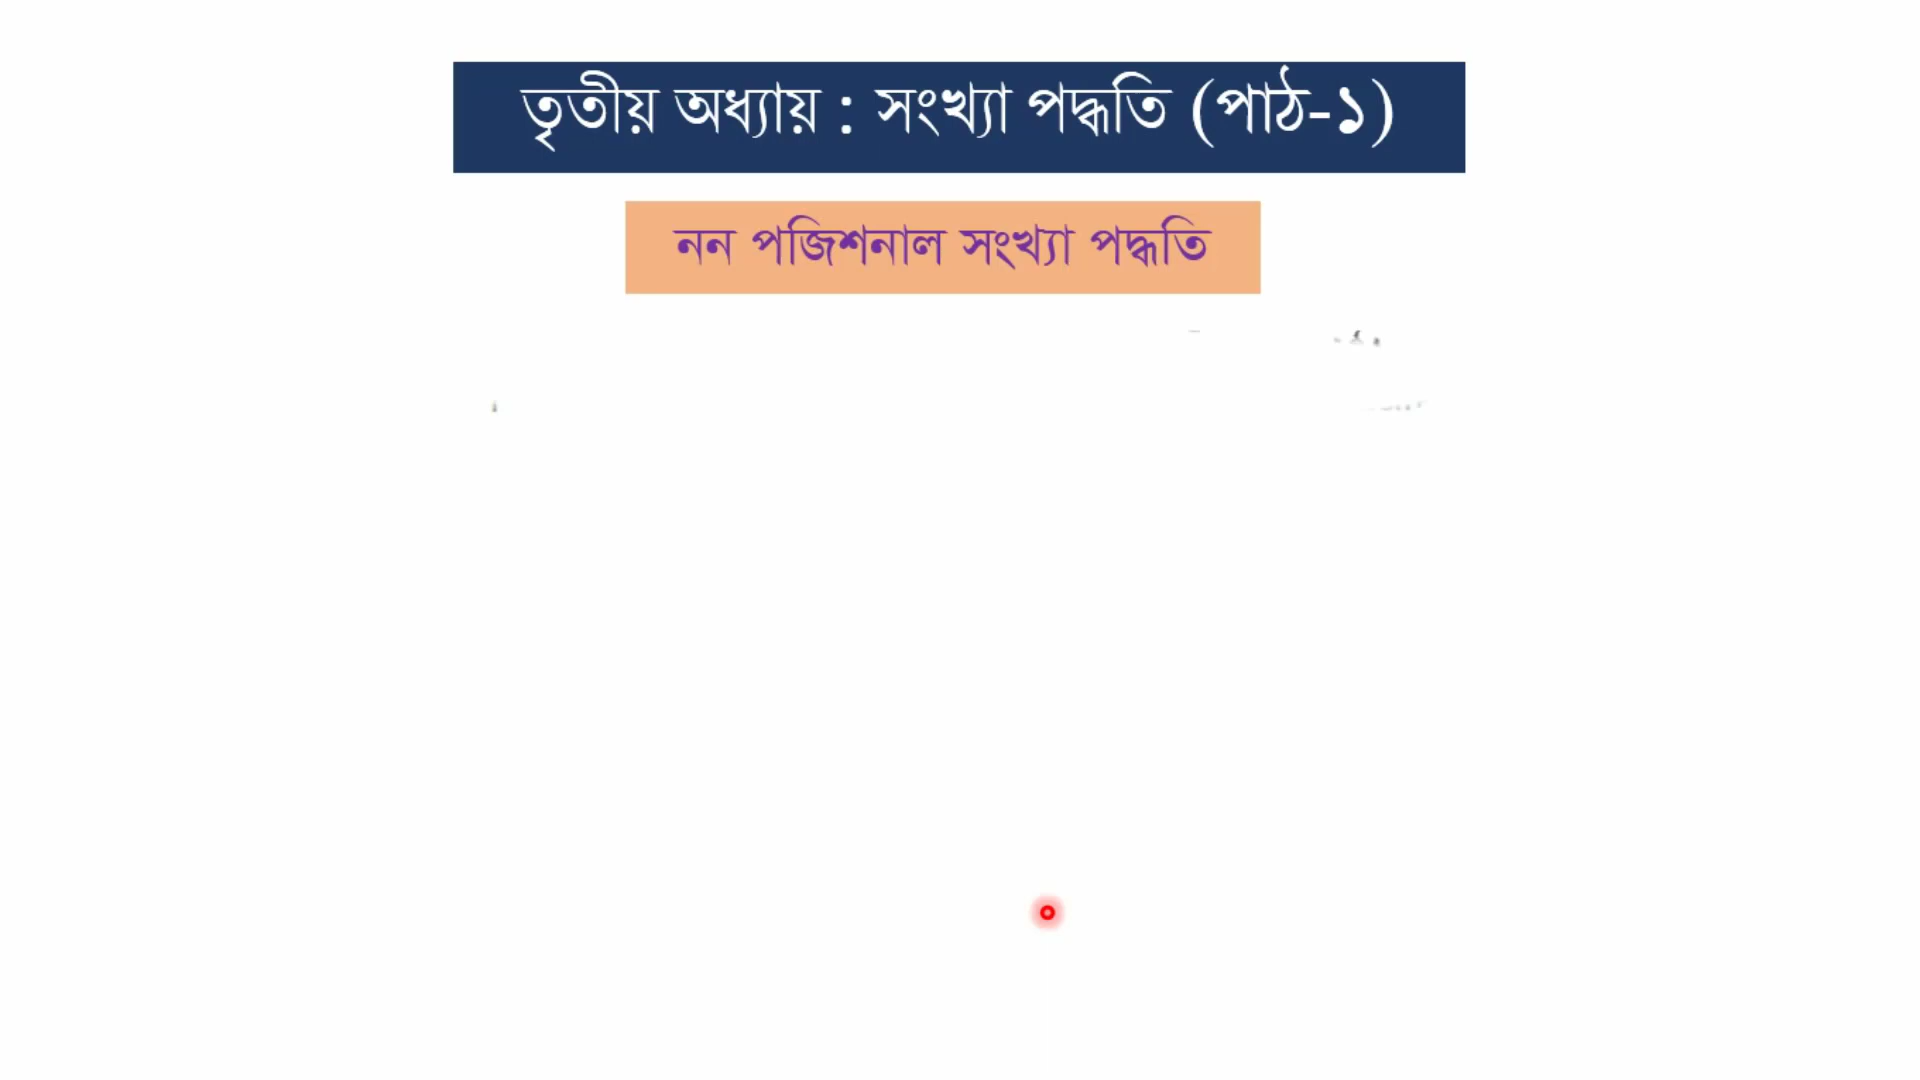 তৃতীয় অধ্যায় : সংখ্যা পদ্ধতি (পাঠ-১)
নন পজিশনাল সংখ্যা পদ্ধতি